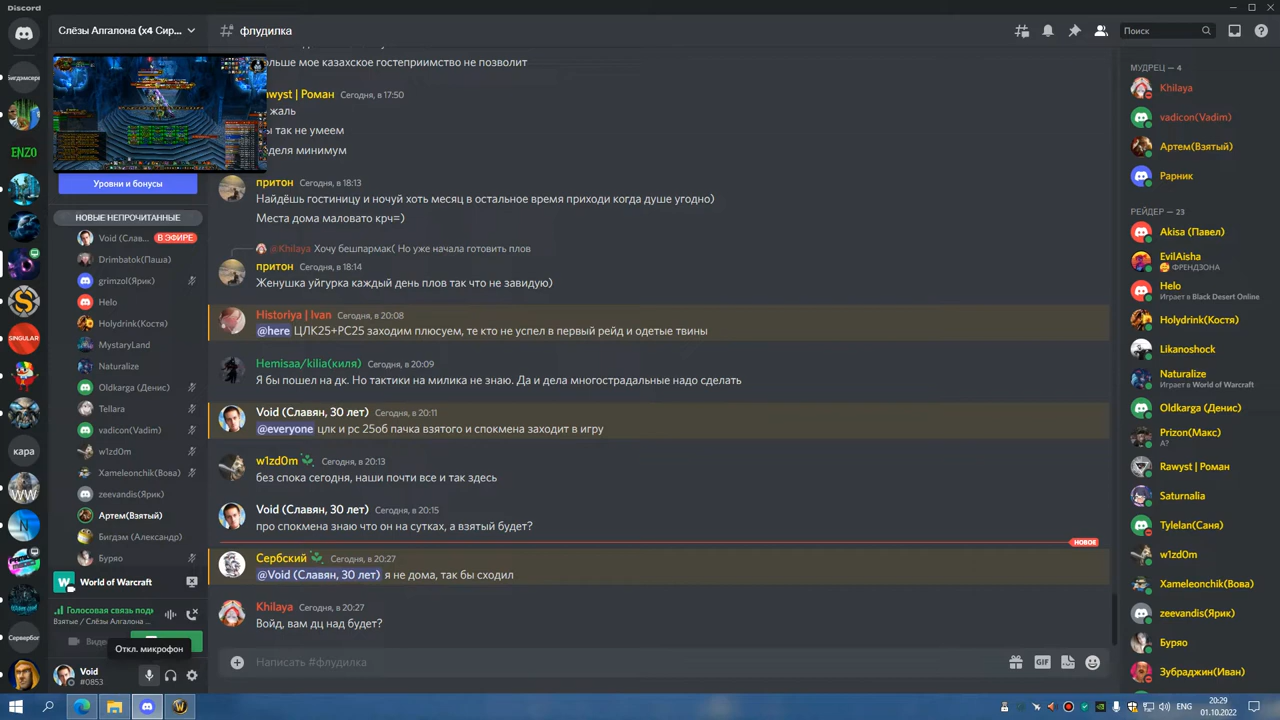 Discord
Слёзы Алгалона (x4 Сир...
флудилка
Поиск
Бигдэмсерв
ENZO
SINGULAR
кара
WW
Сервербот
Уровни и бонусы
НОВЫЕ НЕПРОЧИТАННЫЕ
Void (Слав... В ЭФИРЕ
Drimbatok(Паша)
grimzol(Ярик)
Helo
Holydrink(Костя)
MystaryLand
Naturalize
Oldkarga (Денис)
Tellara
vadicon(Vadim)
w1zd0m
Xameleonchik(Вова)
zeevandis(Ярик)
Артем(Взятый)
Бигдэм (Александр)
Буряо
World of Warcraft
Голосовая связь подк
Взятые / Слёзы Алгалона ...
Видео
Откл. микрофон
Void
#0853
ольше мое казахское гостеприимство не позволит
awyst | Роман Сегодня, в 17:50
жаль
ы так не умеем
еделя минимум
притон Сегодня, в 18:13
Найдёшь гостиницу и ночуй хоть месяц в остальное время приходи когда душе угодно)
Места дома маловато крч=)
@Khilaya Хочу бешпармак( Но уже начала готовить плов
притон Сегодня, в 18:14
Женушка уйгурка каждый день плов так что не завидую)
Historiya | Ivan Сегодня, в 20:08
@here ЦЛК25+РС25 заходим плюсуем, те кто не успел в первый рейд и одетые твины
Hemisaa/kilia(киля) Сегодня, в 20:09
Я бы пошел на дк. Но тактики на милика не знаю. Да и дела многострадальные надо сделать
Void (Славян, 30 лет) Сегодня, в 20:11
@everyone цлк и рс 25об пачка взятого и спокмена заходит в игру
w1zd0m Сегодня, в 20:13
без спока сегодня, наши почти все и так здесь
Void (Славян, 30 лет) Сегодня, в 20:15
про спокмена знаю что он на сутках, а взятый будет?
НОВОЕ
Сербский Сегодня, в 20:27
@Void (Славян, 30 лет) я не дома, так бы сходил
Khilaya Сегодня, в 20:27
Войд, вам дц над будет?
Написать #флудилка
GIF
МУДРЕЦ — 4
Khilaya
vadicon(Vadim)
Артем(Взятый)
Рарник
РЕЙДЕР — 23
Akisa (Павел)
EvilAisha
ФРЕНДЗОНА
Helo
Играет в Black Desert Online
Holydrink(Костя)
Likanoshock
Naturalize
Играет в World of Warcraft
Oldkarga (Денис)
Prizon(Макс)
А?
Rawyst | Роман
Saturnalia
Tylelan(Саня)
w1zd0m
Xameleonchik(Вова)
zeevandis(Ярик)
Буряо
Зубраджин(Иван)
ENG
20:29
01.10.2022